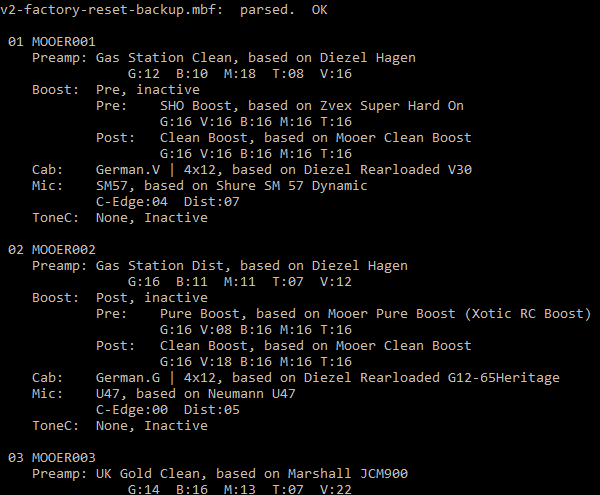 v2-factory-reset-backup.mbf:  parsed.  OK

 01 MOOER001
    Preamp: Gas Station Clean, based on Diezel Hagen
                G:12  B:10  M:18  T:08  V:16
    Boost:  Pre, inactive
            Pre:    SHO Boost, based on Zvex Super Hard On
                    G:16 V:16 B:16 M:16 T:16
            Post:   Clean Boost, based on Mooer Clean Boost
                    G:16 V:16 B:16 M:16 T:16
    Cab:    German.V | 4x12, based on Diezel Rearloaded V30
    Mic:    SM57, based on Shure SM 57 Dynamic
            C-Edge:04  Dist:07
    ToneC:  None, Inactive

 02 MOOER002
    Preamp: Gas Station Dist, based on Diezel Hagen
                G:16  B:11  M:11  T:07  V:12
    Boost:  Post, inactive
            Pre:    Pure Boost, based on Mooer Pure Boost (Xotic RC Boost)
                    G:16 V:08 B:16 M:16 T:16
            Post:   Clean Boost, based on Mooer Clean Boost
                    G:16 V:18 B:16 M:16 T:16
    Cab:    German.G | 4x12, based on Diezel Rearloaded G12-65Heritage
    Mic:    U47, based on Neumann U47
            C-Edge:00  Dist:05
    ToneC:  None, Inactive

 03 MOOER003
    Preamp: UK Gold Clean, based on Marshall JCM900
                G:14  B:16  M:13  T:07  V:22